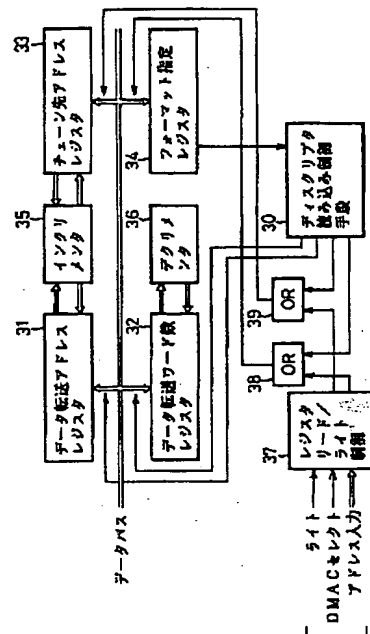 31
データ転送アドレス
レジスタ
35
インクリ
メンタ
33
チェーン先アドレス
レジスタ
データバス
32
データ転送ワード数
レジスタ
36
デクリメ
ンタ
34
フォーマット指定
レジスタ
37
レジスタ
リード/
ライト
制御
38
OR
39
OR
30
ディスクリプタ
読み込み制御
手段
ライト
DMACセレクト
アドレス入力